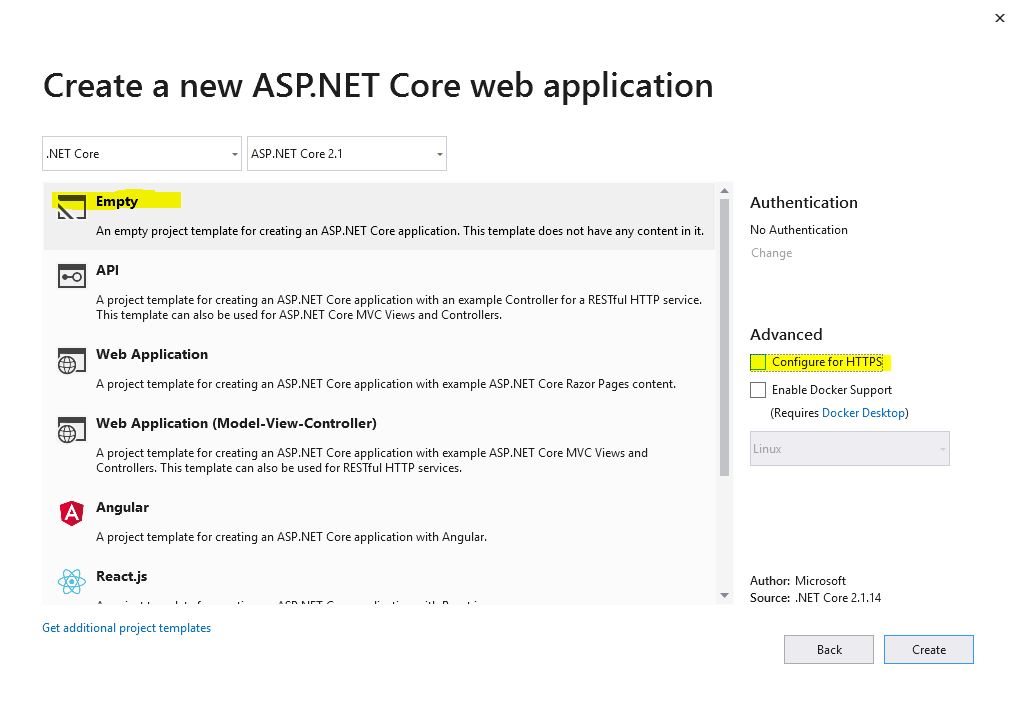 Create a new ASP.NET Core web application
.NET Core
ASP.NET Core 2.1
Empty
An empty project template for creating an ASP.NET Core application. This template does not have any content in it.
API
A project template for creating an ASP.NET Core application with an example Controller for a RESTful HTTP service.
This template can also be used for ASP.NET Core MVC Views and Controllers.
Web Application
A project template for creating an ASP.NET Core application with example ASP.NET Core Razor Pages content.
Web Application (Model-View-Controller)
A project template for creating an ASP.NET Core application with example ASP.NET Core MVC Views and
Controllers. This template can also be used for RESTful HTTP services.
Angular
A project template for creating an ASP.NET Core application with Angular.
React.js
Get additional project templates
Authentication
No Authentication
Change
Advanced
Configure for HTTPS
Enable Docker Support
(Requires Docker Desktop)
Linux
Author: Microsoft
Source: .NET Core 2.1.14
Back
Create